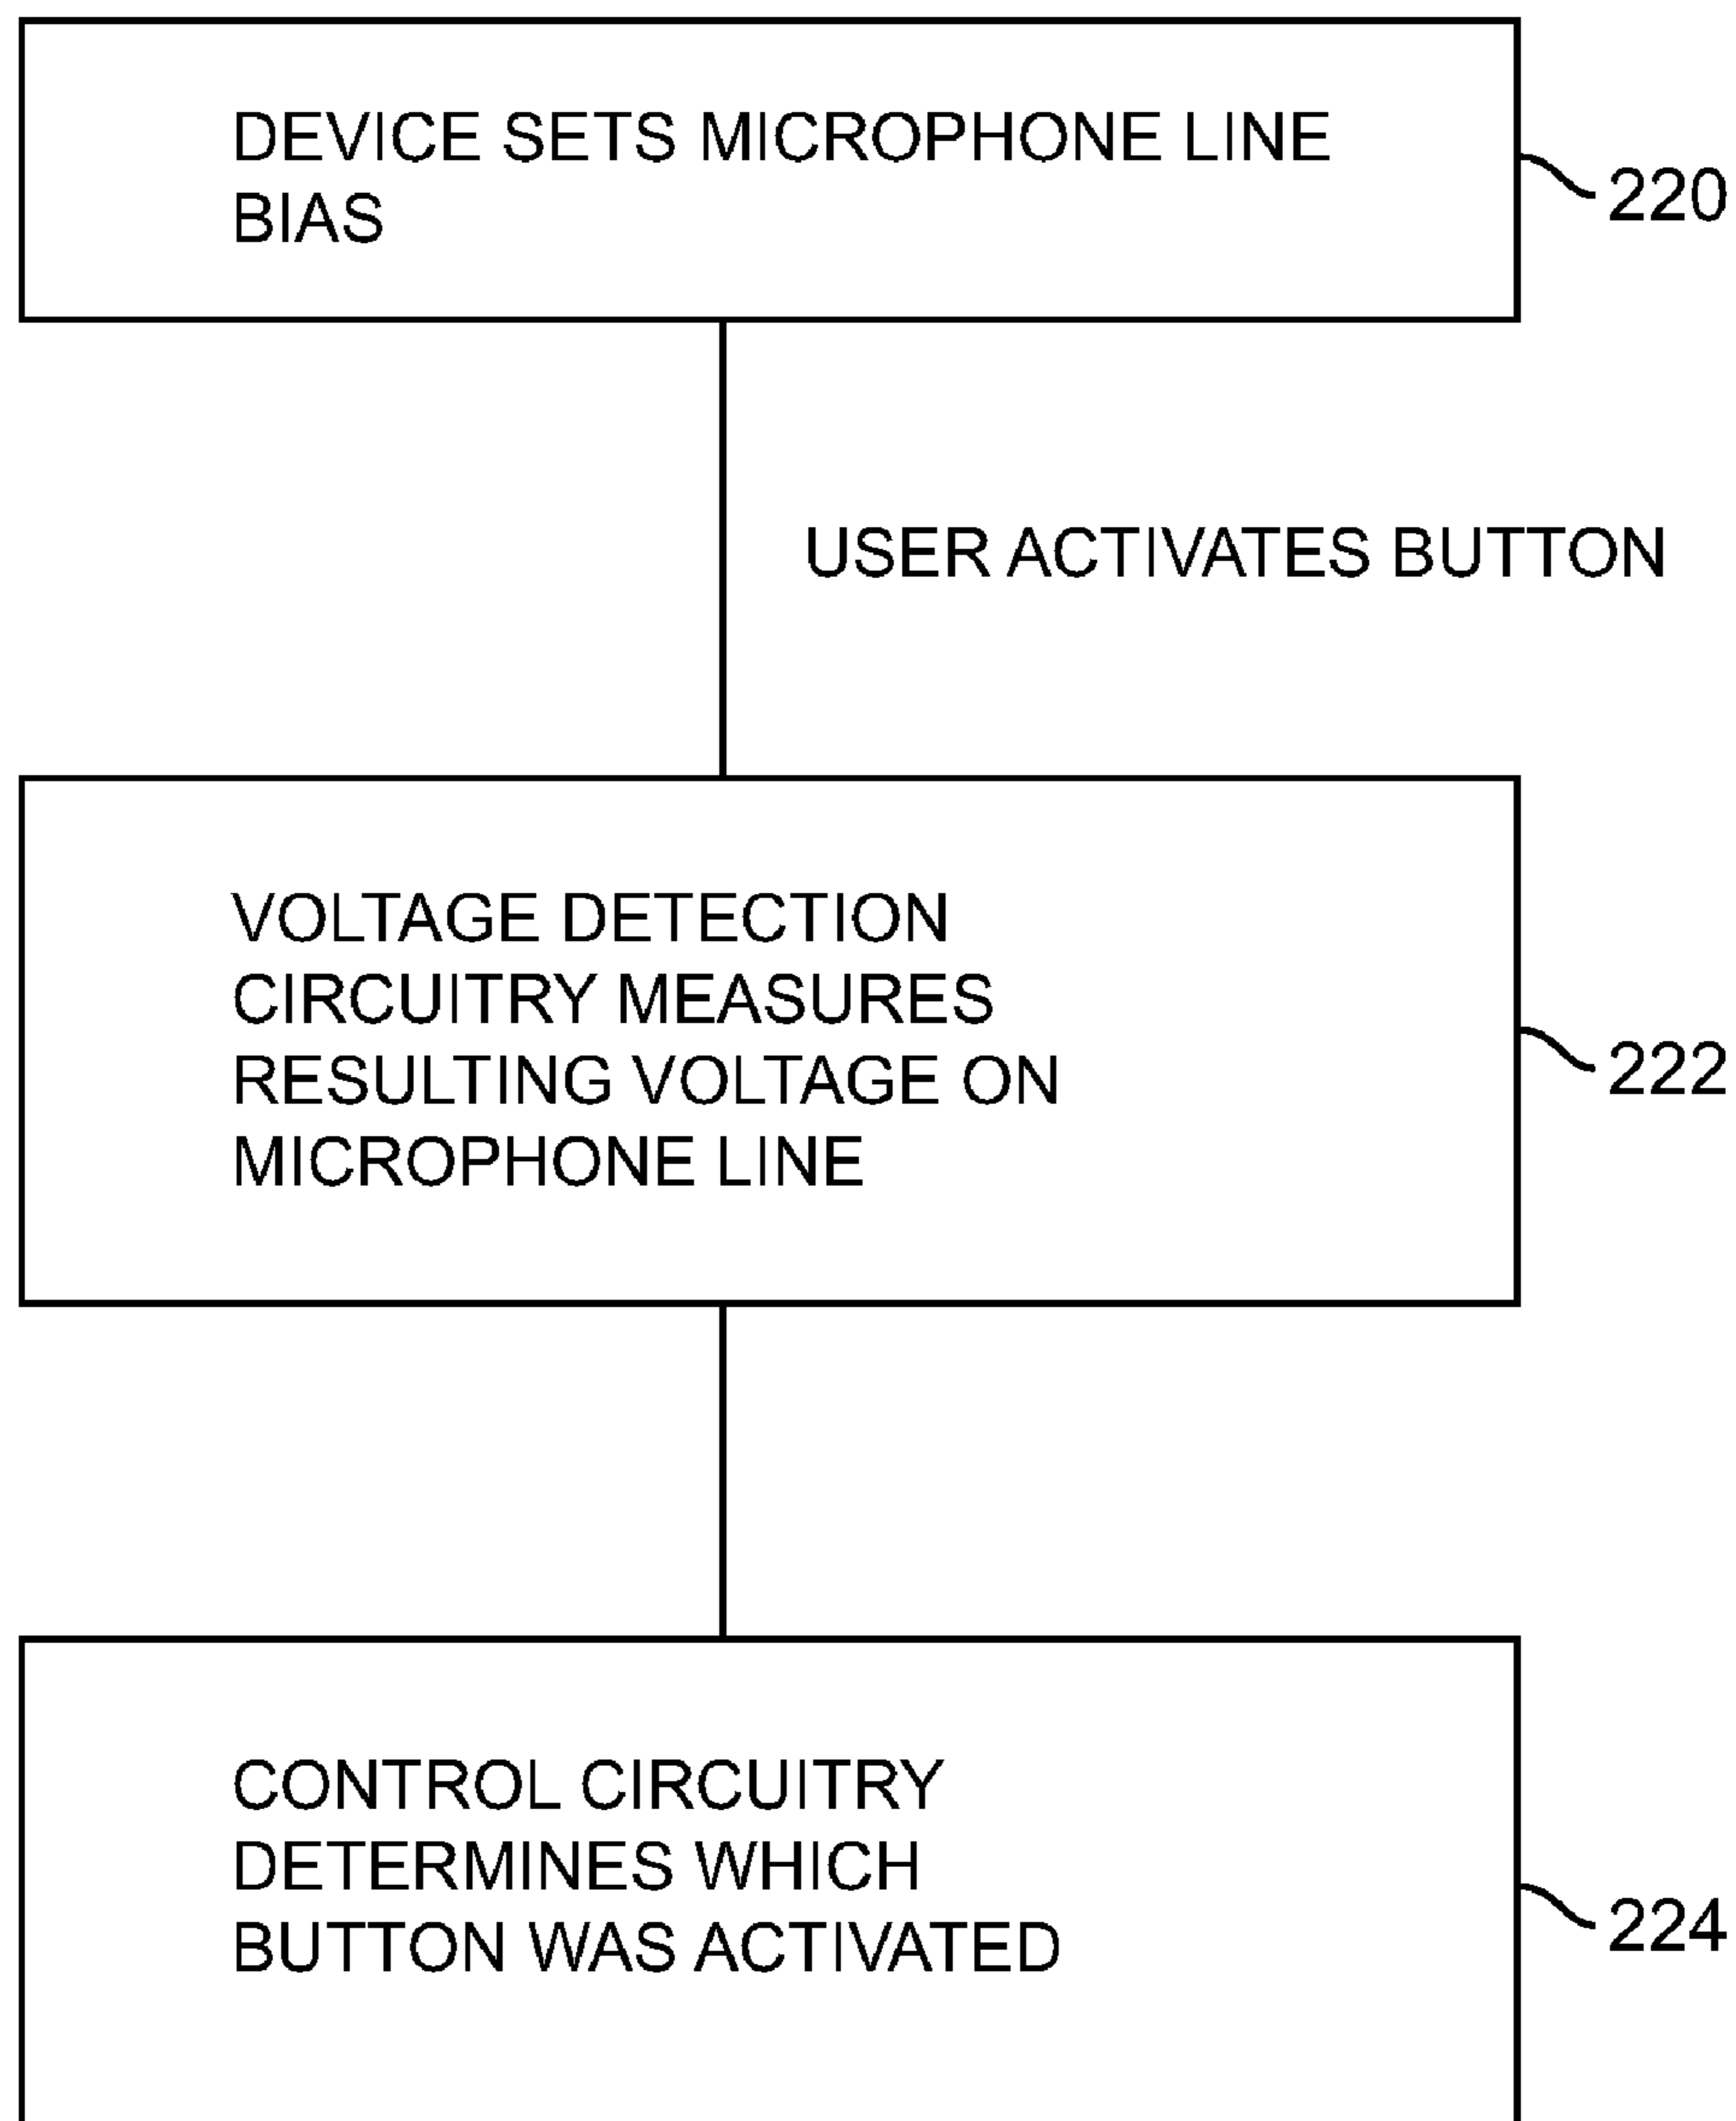 DEVICE SETS MICROPHONE LINE
BIAS
220
USER ACTIVATES BUTTON
VOLTAGE DETECTION
CIRCUITRY MEASURES
RESULTING VOLTAGE ON
MICROPHONE LINE
222
CONTROL CIRCUITRY
DETERMINES WHICH
BUTTON WAS ACTIVATED
224